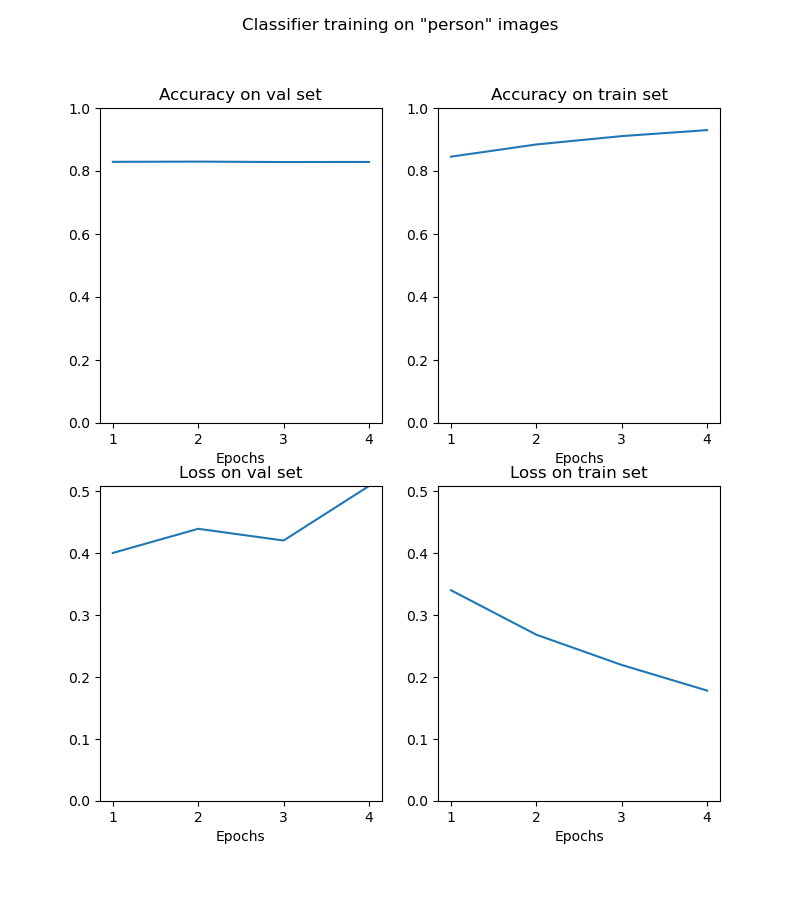 Classifier training on "person" images
Accuracy on val set
1.0
0.8
0.6
0.4
0.2
0.0
1 2 3 4
Epochs
Accuracy on train set
1.0
0.8
0.6
0.4
0.2
0.0
1 2 3 4
Epochs
Loss on val set
0.5
0.4
0.3
0.2
0.1
0.0
1 2 3 4
Epochs
Loss on train set
0.5
0.4
0.3
0.2
0.1
0.0
1 2 3 4
Epochs